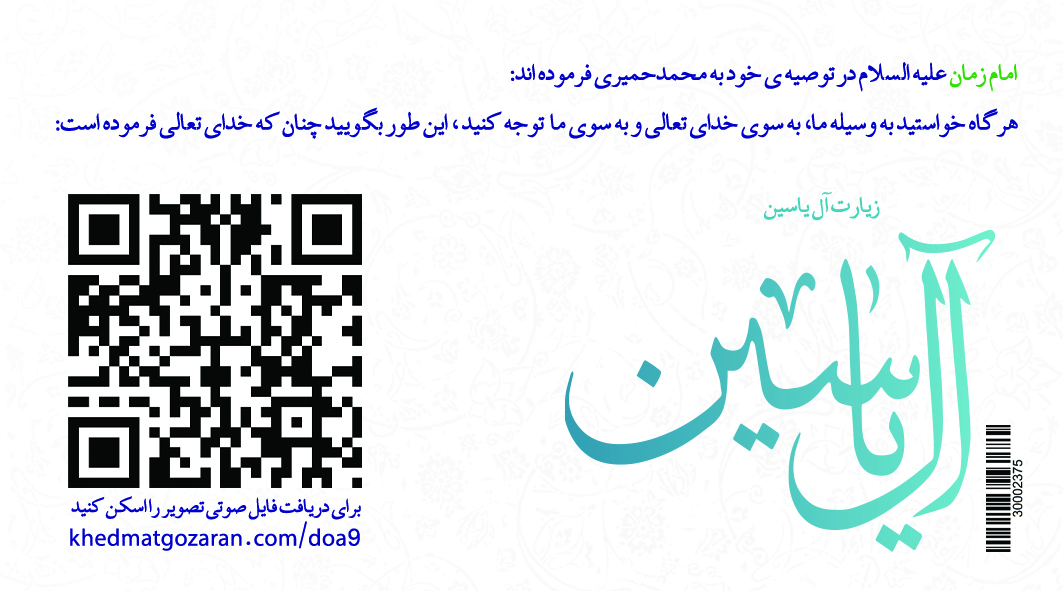 امام زمان علیه السلام در توصیه ی خود به محمد حمیری فرموده اند:
هر گاه خواستید به وسیله ما، به سوی خدای تعالی و به سوی ما توجه کنید، این طور بگویید چنان که خدای تعالی فرموده است:
زیارت آل یاسین
آل یاسین
30002375
برای دریافت فایل صوتی تصویر را اسکن کنید
khedmatgozaran.com/doa9